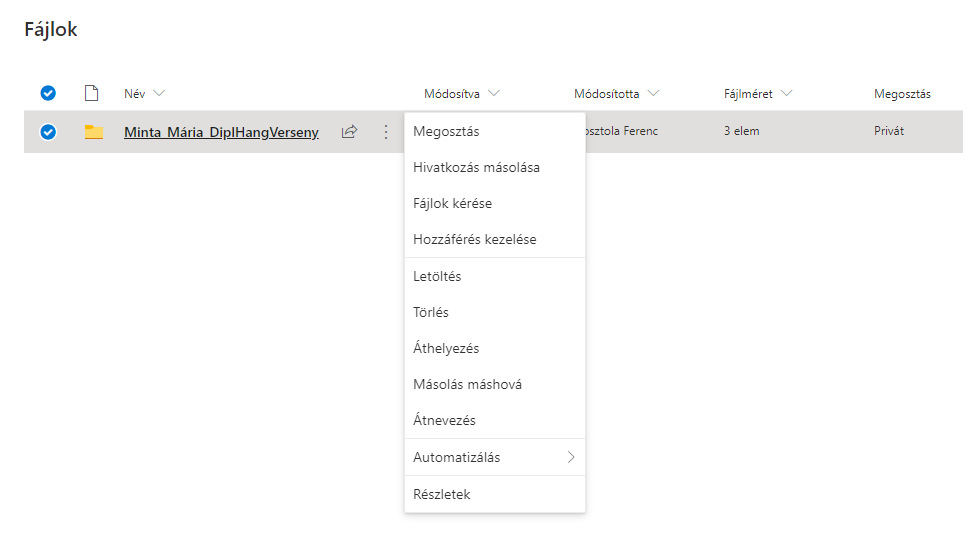 Fájlok
Név Módosítva Módosította Fájlméret Megosztás
Minta_Mária_DiplHangVerseny Ferenc 3 elem Privát
Megosztás
Hivatkozás másolása
Fájlok kérése
Hozzáférés kezelése
Letöltés
Törlés
Áthelyezés
Másolás máshová
Átnevezés
Automatizálás
Részletek